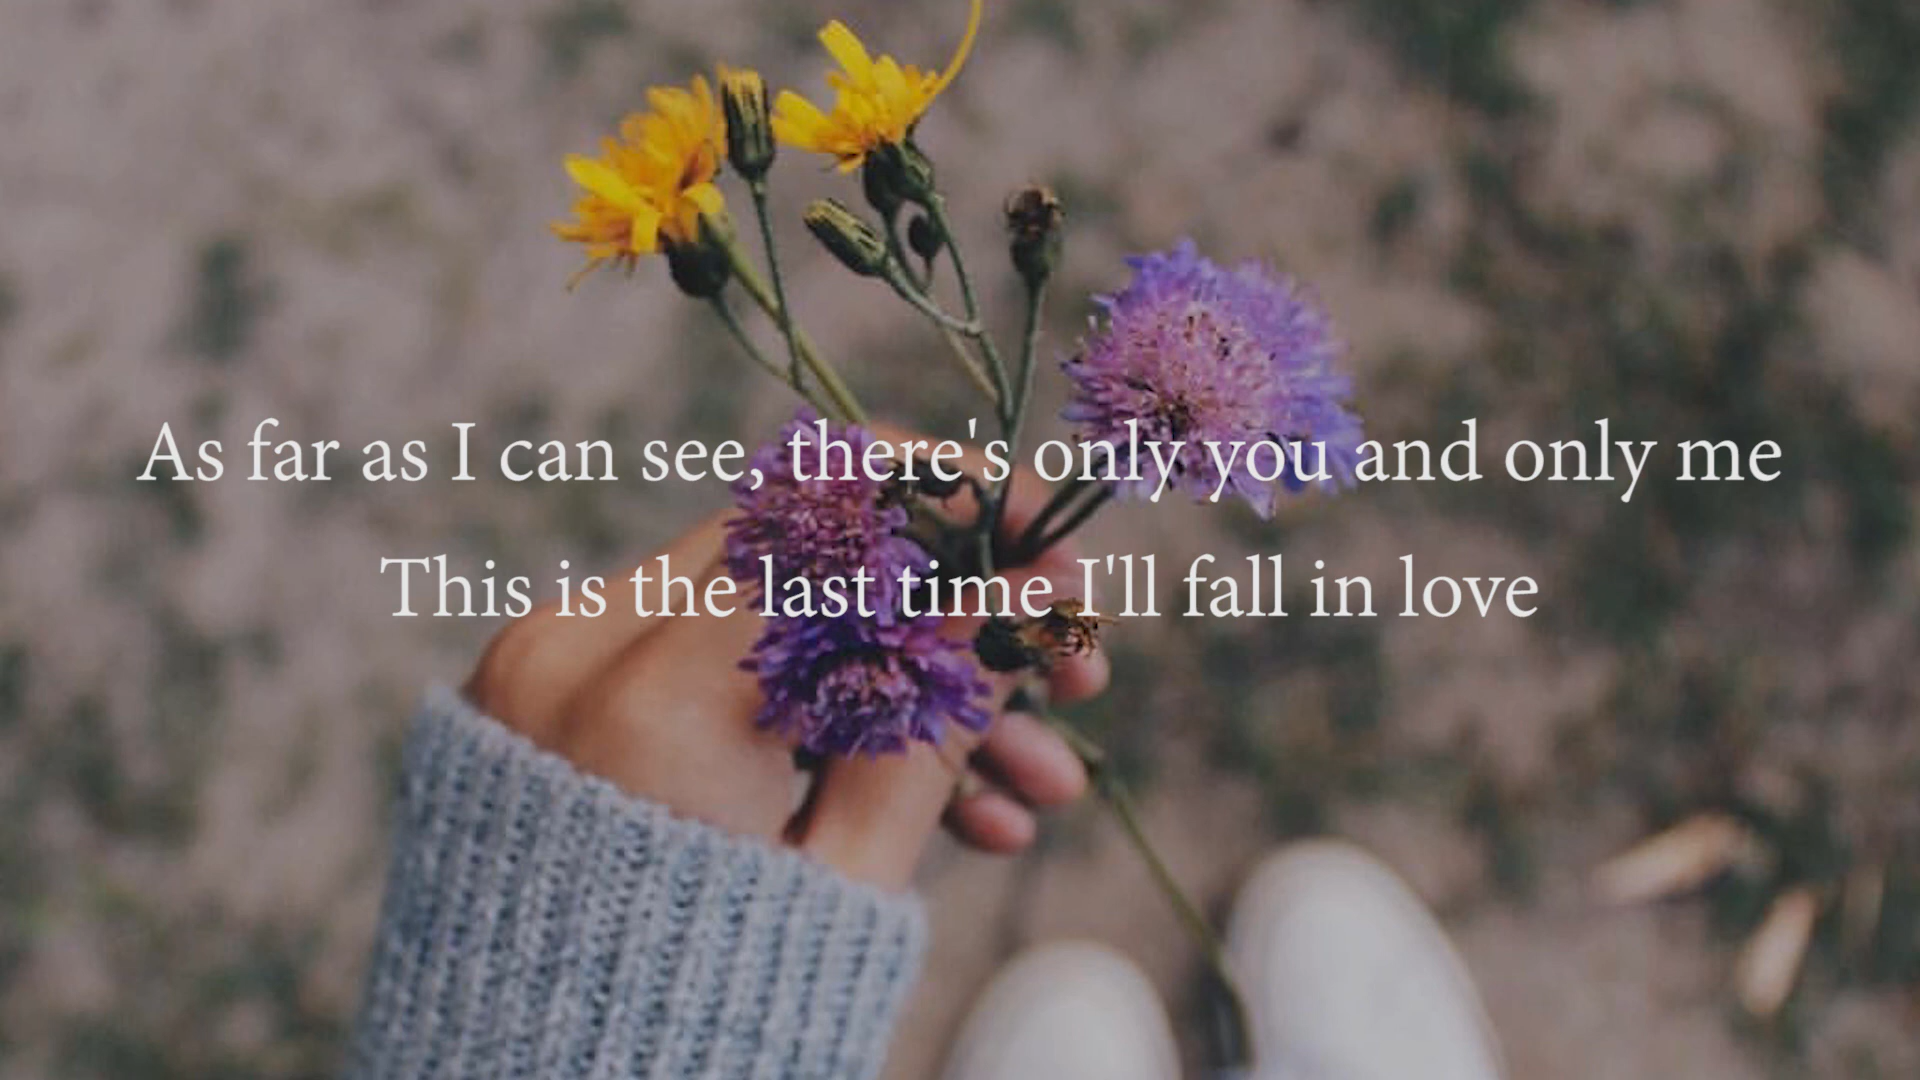 As far as I can see, there's only you and only me
This is the last time I'll fall in love